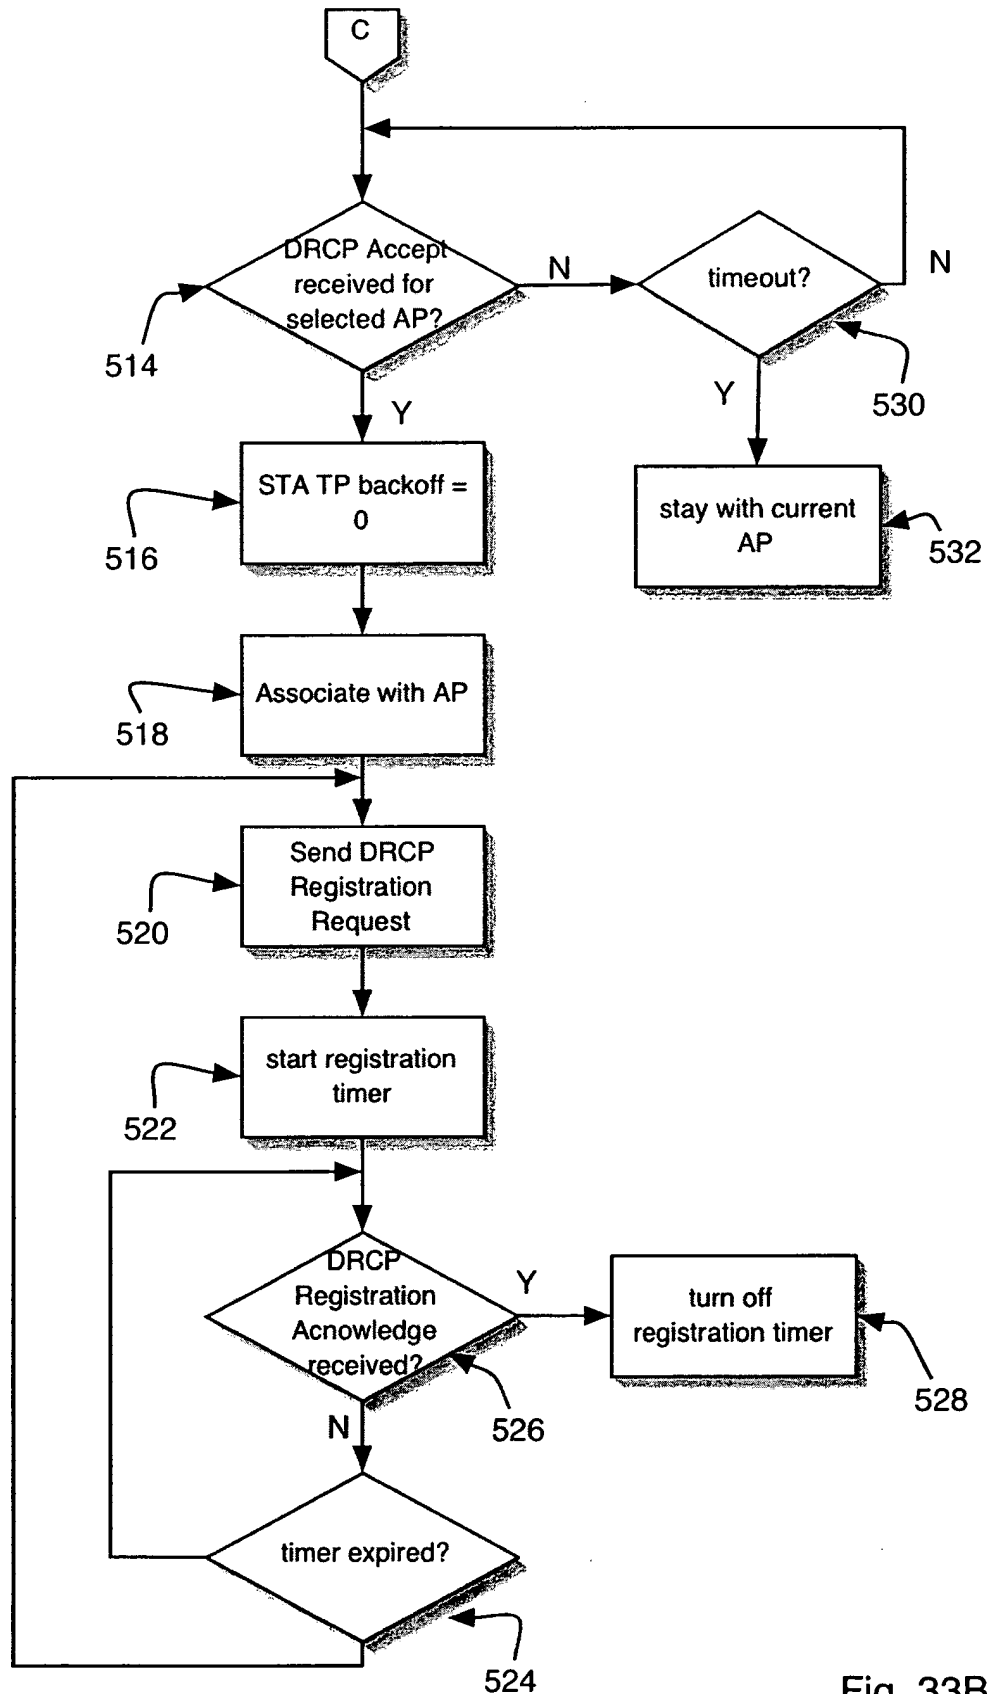 C
DRCP Accept
received for
selected AP?
N
timeout?
N
514
530
Y
Y
STA TP backoff =
0
516
stay with current
AP
532
Associate with AP
518
Send DRCP
Registration
Request
520
start registration
timer
522
DRCP
Registration
Acnowledge
received?
Y
turn off
registration timer
528
526
N
timer expired?
524
Fig. 33B